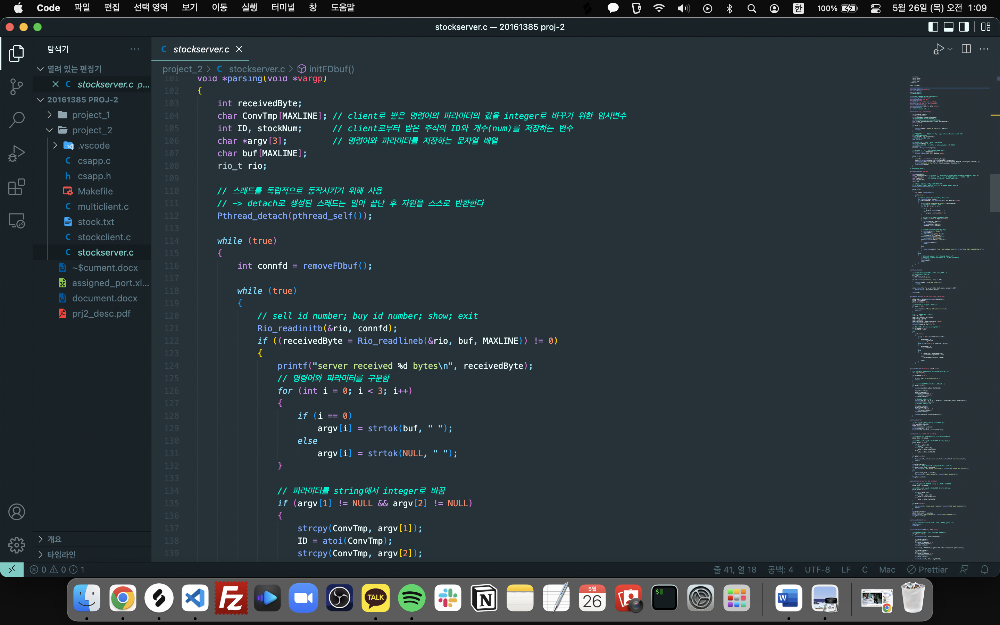 Code 파일 편집 선택 영역 보기 이동 실행 터미널 창 도움말 한 100% 5월 26일 (목) 오전 1:09
stockserver.c — 20161385 proj-2
탐색기
열려 있는 편집기
stockserver.c p...
20161385 PROJ-2
project_1
project_2
.vscode
csapp.c
csapp.h
Makefile
multiclient.c
stock.txt
stockclient.c
stockserver.c
~$cument.docx
assigned_port.xl...
document.docx
prj2_desc.pdf
개요
타임라인
stockserver.c
project_2 > C stockserver.c > initFDbuf()
101 void *parsing(void *vargp)
102 {
103 int receivedByte;
104 char ConvTmp[MAXLINE]; // client로 받은 명령어의 파라미터의 값을 integer로 바꾸기 위한 임시변수
105 int ID, stockNum; // client로부터 받은 주식의 ID와 개수(num)를 저장하는 변수
106 char *argv[3]; // 명령어와 파라미터를 저장하는 문자열 배열
107 char buf[MAXLINE];
108 rio_t rio;
109
110 // 스레드를 독립적으로 동작시키기 위해 사용
111 // -> detach로 생성된 스레드는 일이 끝난 후 자원을 스스로 반환한다
112 Pthread_detach(pthread_self());
113
114 while (true)
115 {
116 int connfd = removeFDbuf();
117
118 while (true)
119 {
120 // sell id number; buy id number; show; exit
121 Rio_readinitb(&rio, connfd);
122 if ((receivedByte = Rio_readlineb(&rio, buf, MAXLINE)) != 0)
123 {
124 printf("server received %d bytes\n", receivedByte);
125 // 명령어와 파라미터를 구분함
126 for (int i = 0; i < 3; i++)
127 {
128 if (i == 0)
129 argv[i] = strtok(buf, " ");
130 else
131 argv[i] = strtok(NULL, " ");
132 }
133
134 // 파라미터를 string에서 integer로 바꿈
135 if (argv[1] != NULL && argv[2] != NULL)
136 {
137 strcpy(ConvTmp, argv[1]);
138 ID = atoi(ConvTmp);
139 strcpy(ConvTmp, argv[2]);
0 0 1 줄 41, 열 18 공백: 4 UTF-8 LF C Mac Prettier
Fz TALK N 5월 26 $ W